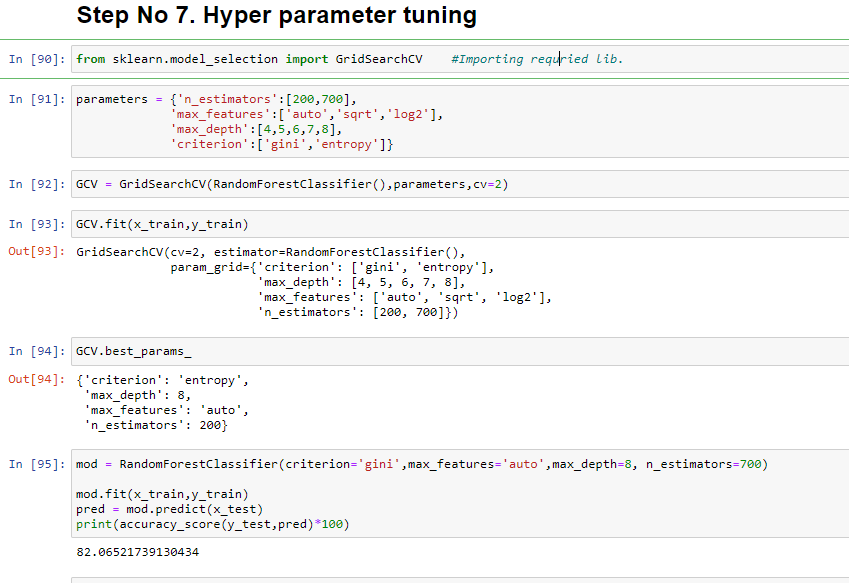 Step No 7. Hyper parameter tuning
In [90]: from sklearn.model_selection import GridSearchCV    #Importing requried lib.
In [91]: parameters = {'n_estimators':[200,700],
'max_features':['auto','sqrt','log2'],
'max_depth':[4,5,6,7,8],
'criterion':['gini','entropy']}
In [92]: GCV = GridSearchCV(RandomForestClassifier(),parameters,cv=2)
In [93]: GCV.fit(x_train,y_train)
Out[93]: GridSearchCV(cv=2, estimator=RandomForestClassifier(),
param_grid={'criterion': ['gini', 'entropy'],
'max_depth': [4, 5, 6, 7, 8],
'max_features': ['auto', 'sqrt', 'log2'],
'n_estimators': [200, 700]})
In [94]: GCV.best_params_
Out[94]: {'criterion': 'entropy',
'max_depth': 8,
'max_features': 'auto',
'n_estimators': 200}
In [95]: mod = RandomForestClassifier(criterion='gini',max_features='auto',max_depth=8, n_estimators=700)
mod.fit(x_train,y_train)
pred = mod.predict(x_test)
print(accuracy_score(y_test,pred)*100)
82.06521739130434